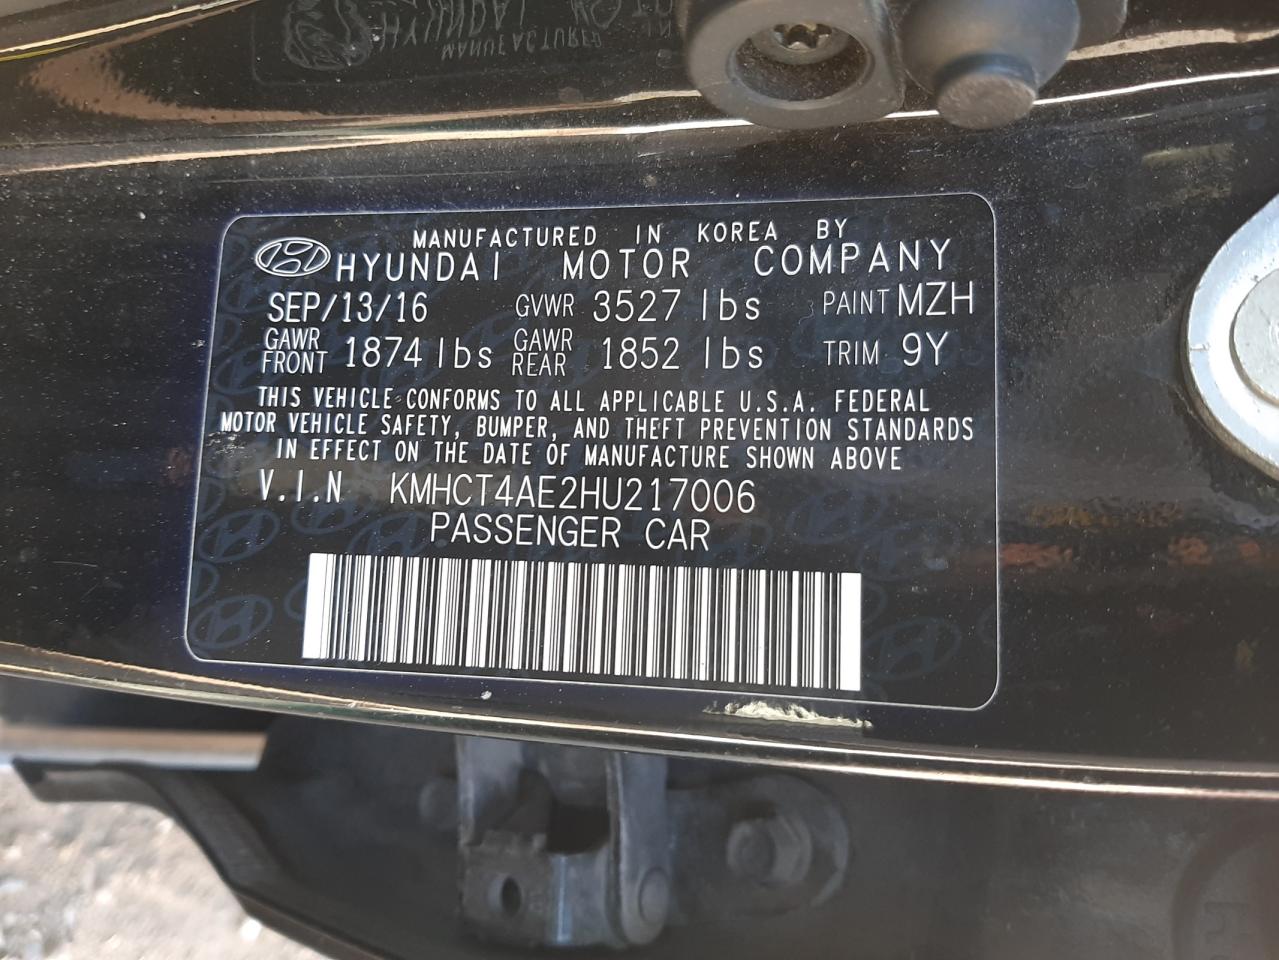 MANUFACTURED IN KOREA BY
HYUNDAI MOTOR COMPANY
SEP/13/16 GVWR 3527 lbs PAINT MZH
GAWR FRONT 1874 lbs GAWR REAR 1852 lbs TRIM 9Y
THIS VEHICLE CONFORMS TO ALL APPLICABLE U.S.A. FEDERAL
MOTOR VEHICLE SAFETY, BUMPER, AND THEFT PREVENTION STANDARDS
IN EFFECT ON THE DATE OF MANUFACTURE SHOWN ABOVE
V.I.N KMHCT4AE2HU217006
PASSENGER CAR